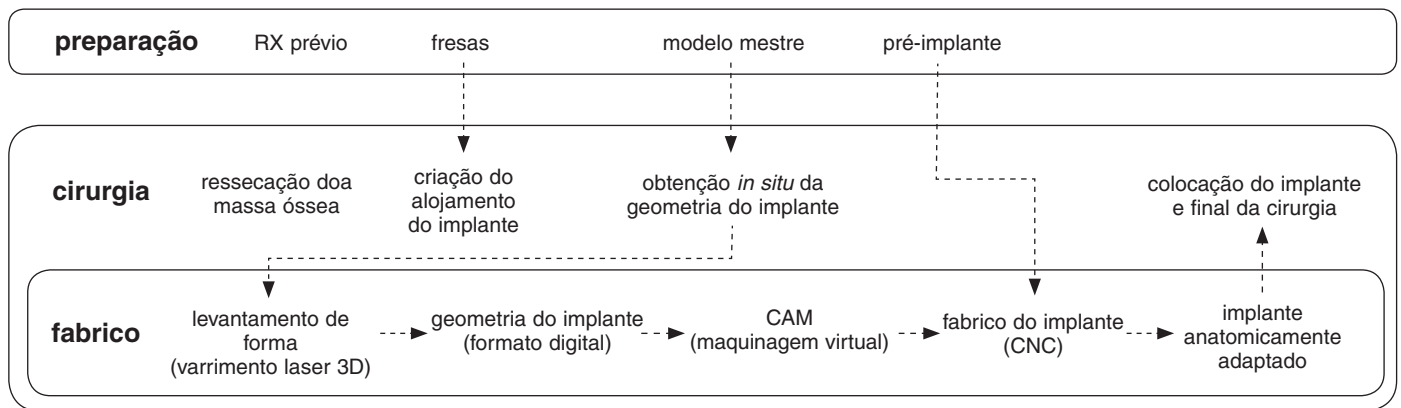 preparação
RX prévio
fresas
modelo mestre
pré-implante
cirurgia
ressecação doa
massa óssea
criação do
alojamento
do implante
obtenção in situ da
geometria do implante
colocação do implante
e final da cirurgia
fabrico
levantamento de
forma
(varrimento laser 3D)
geometria do implante
(formato digital)
CAM
(maquinagem virtual)
fabrico do implante
(CNC)
implante
anatomicamente
adaptado